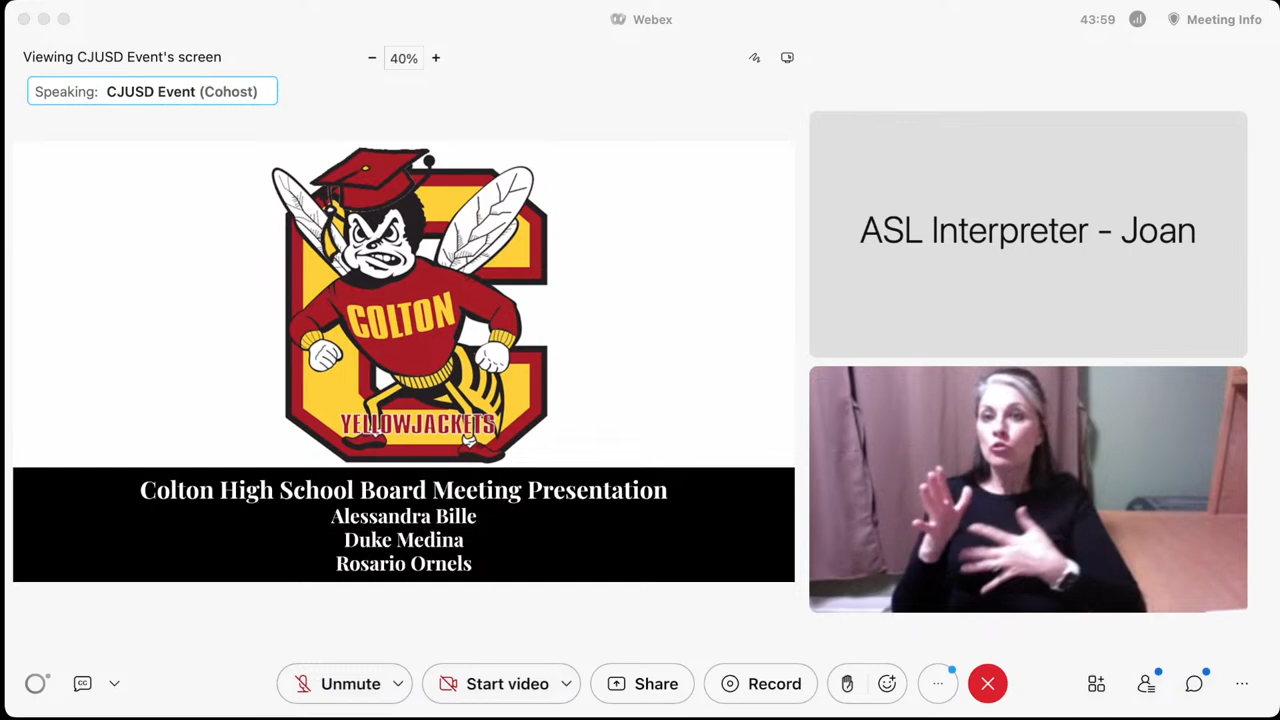 Webex
43:59
Meeting Info
Viewing CJUSD Event's screen
− 40% +
Speaking: CJUSD Event (Cohost)
COLTON
YELLOWJACKETS
Colton High School Board Meeting Presentation
Alessandra Bille
Duke Medina
Rosario Ornels
ASL Interpreter - Joan
CC
Unmute
Start video
Share
Record